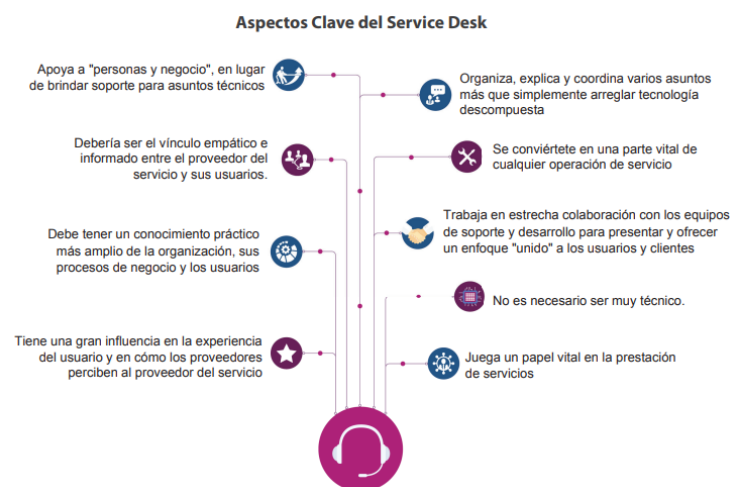 Aspectos Clave del Service Desk
Apoya a "personas y negocio", en lugar
de brindar soporte para asuntos técnicos
Organiza, explica y coordina varios asuntos
más que simplemente arreglar tecnología
descompuesta
Debería ser el vínculo empático e
informado entre el proveedor del
servicio y sus usuarios.
Se conviértete en una parte vital de
cualquier operación de servicio
Debe tener un conocimiento práctico
más amplio de la organización, sus
procesos de negocio y los usuarios
Trabaja en estrecha colaboración con los equipos
de soporte y desarrollo para presentar y ofrecer
un enfoque "unido" a los usuarios y clientes
No es necesario ser muy técnico.
Tiene una gran influencia en la experiencia
del usuario y en cómo los proveedores
perciben al proveedor del servicio
Juega un papel vital en la prestación
de servicios